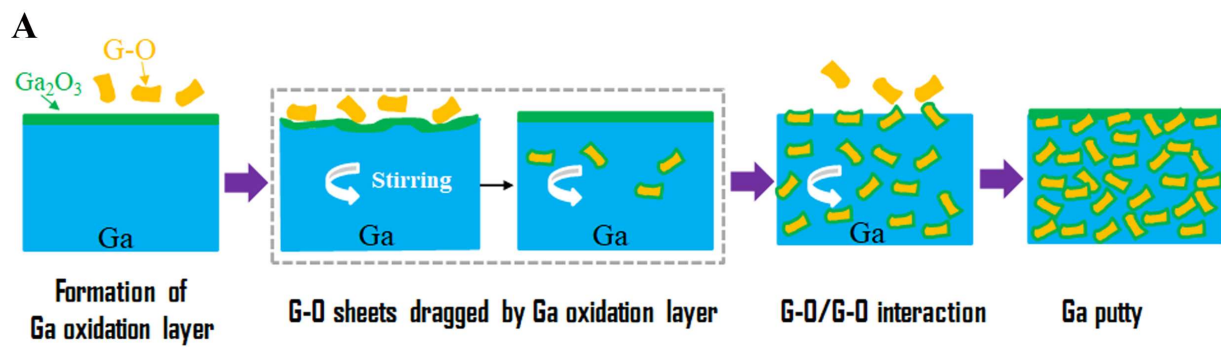 A
G-O
Ga₂O₃
Stirring
Ga
Ga
Ga
Formation of
Ga oxidation layer
G-O sheets dragged by Ga oxidation layer
G-O/G-O interaction
Ga putty